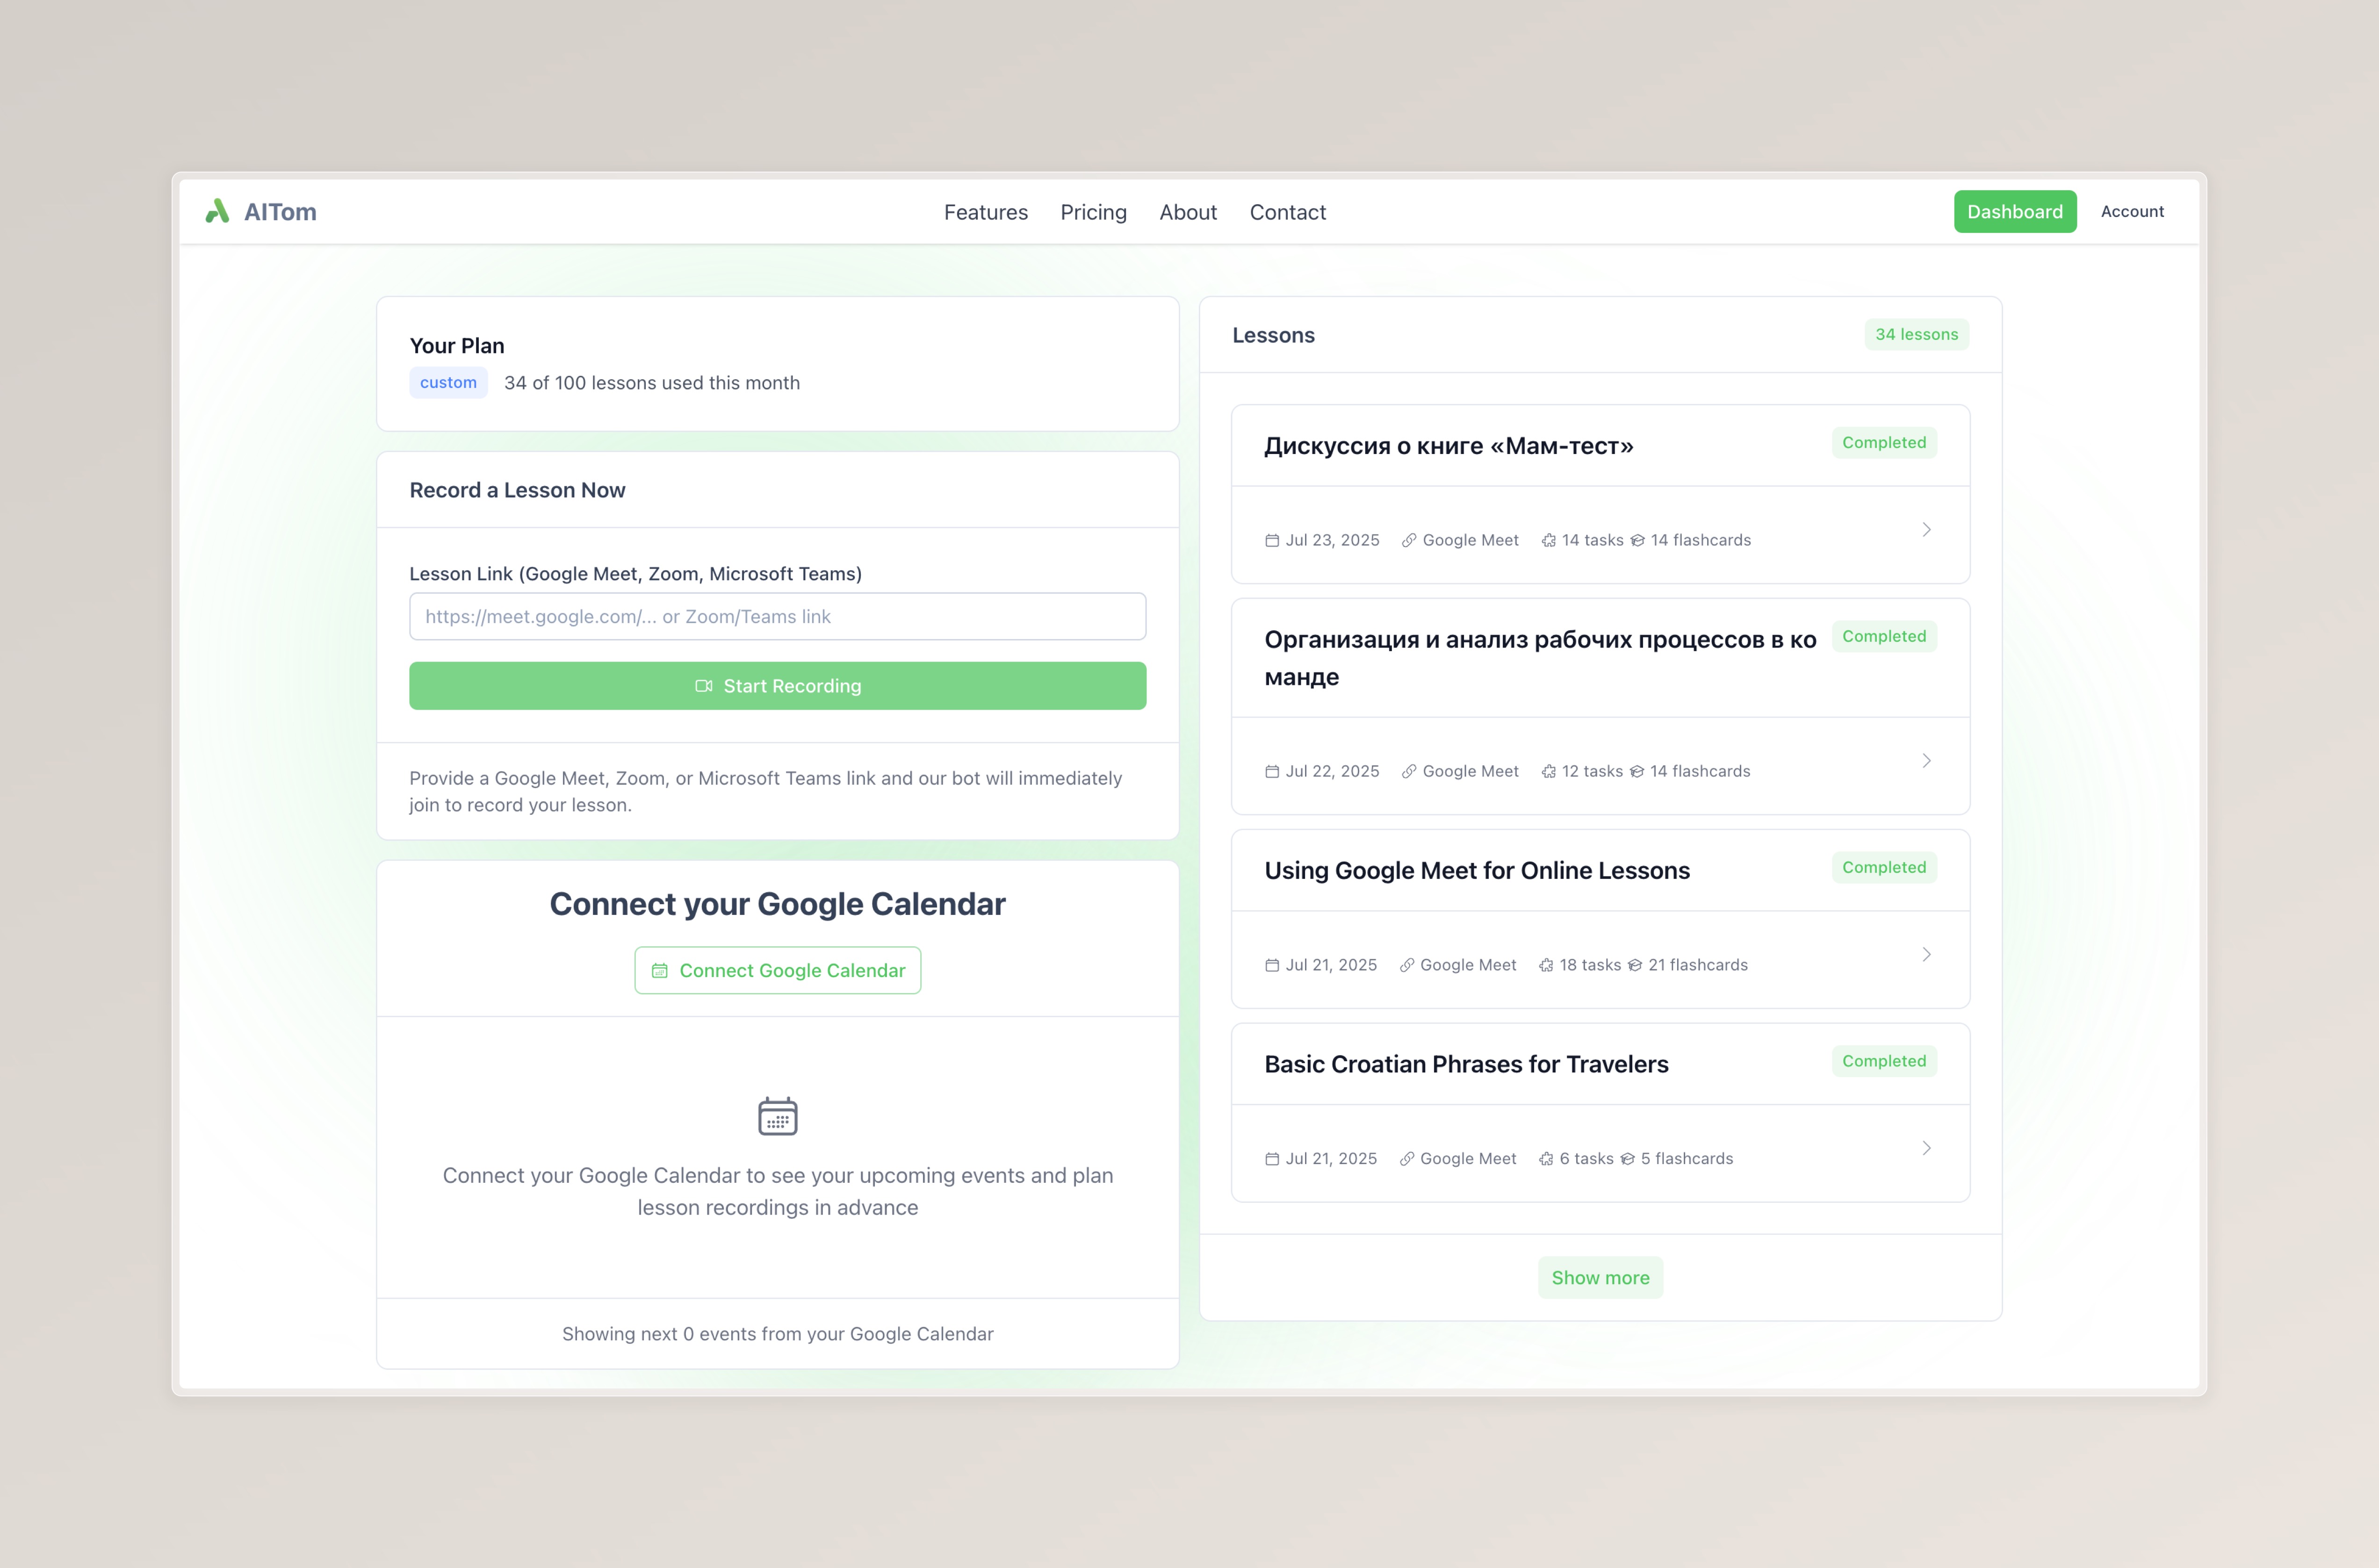 AITom
Features
Pricing
About
Contact
Dashboard
Account
Your Plan
custom
34 of 100 lessons used this month
Record a Lesson Now
Lesson Link (Google Meet, Zoom, Microsoft Teams)
https://meet.google.com/... or Zoom/Teams link
Start Recording
Provide a Google Meet, Zoom, or Microsoft Teams link and our bot will immediately
join to record your lesson.
Connect your Google Calendar
Connect Google Calendar
Connect your Google Calendar to see your upcoming events and plan
lesson recordings in advance
Showing next 0 events from your Google Calendar
Lessons
34 lessons
Дискуссия о книге «Мам-тест»
Completed
Jul 23, 2025 Google Meet 14 tasks 14 flashcards
Организация и анализ рабочих процессов в ко
манде
Completed
Jul 22, 2025 Google Meet 12 tasks 14 flashcards
Using Google Meet for Online Lessons
Completed
Jul 21, 2025 Google Meet 18 tasks 21 flashcards
Basic Croatian Phrases for Travelers
Completed
Jul 21, 2025 Google Meet 6 tasks 5 flashcards
Show more